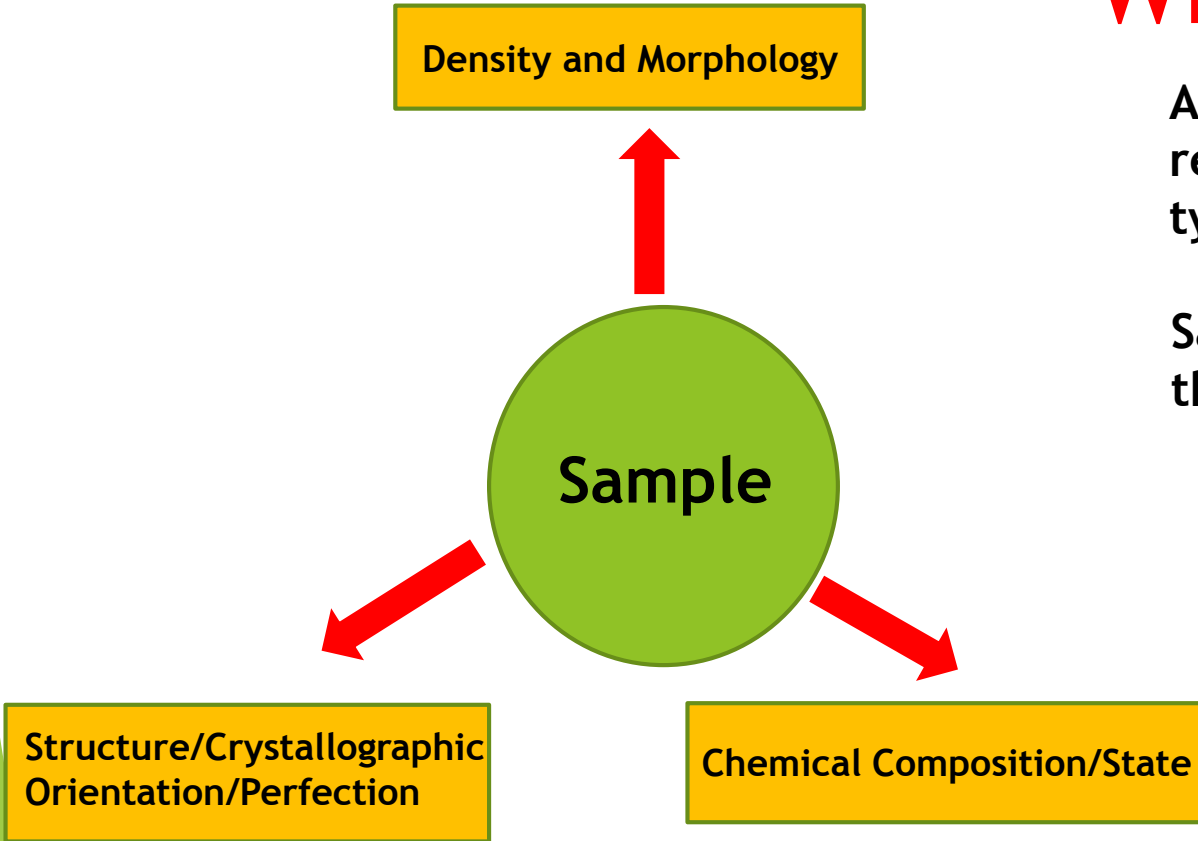 Density and Morphology
Sample
Structure/Crystallographic
Orientation/Perfection
Chemical Composition/State